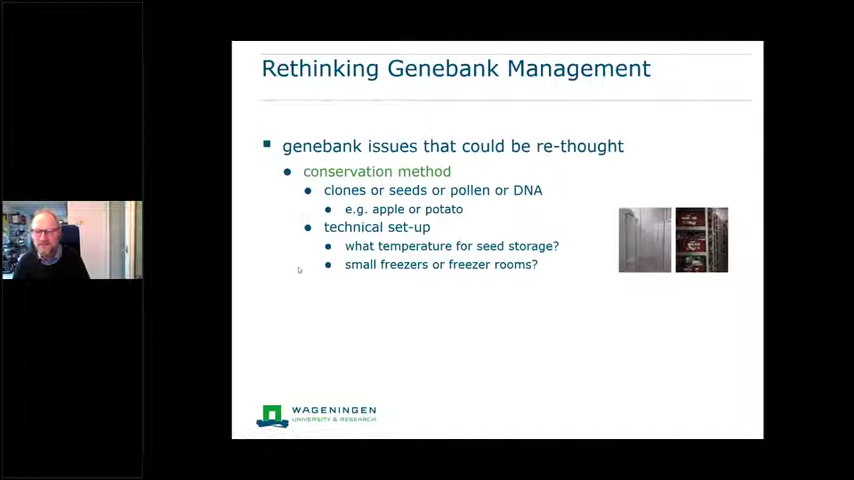 Rethinking Genebank Management
genebank issues that could be re-thought
conservation method
clones or seeds or pollen or DNA
e.g. apple or potato
technical set-up
what temperature for seed storage?
small freezers or freezer rooms?
WAGENINGEN
UNIVERSITY & RESEARCH